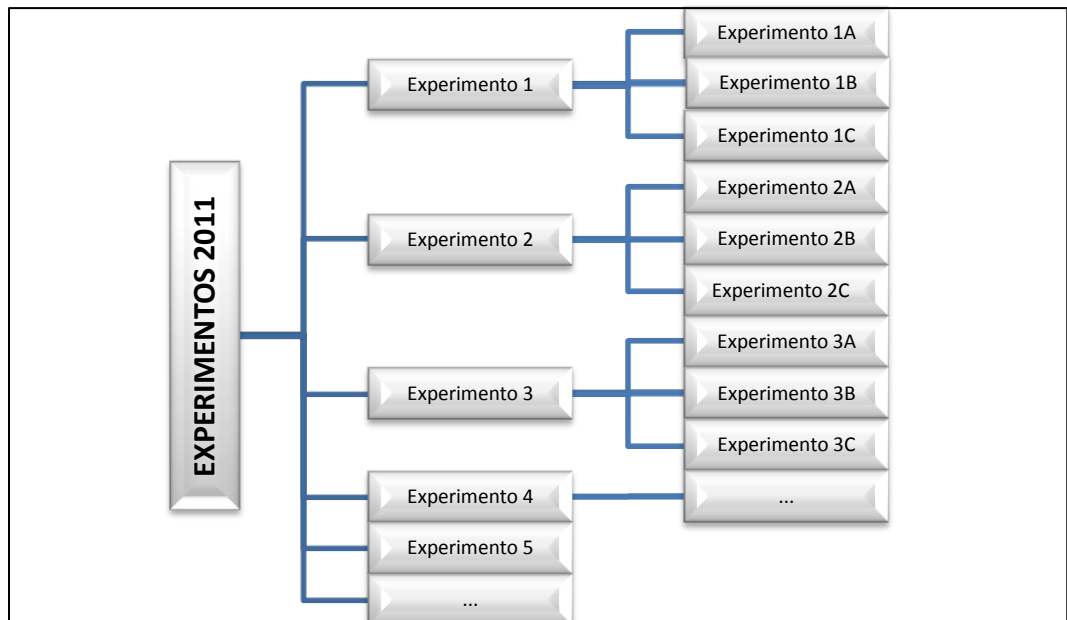 EXPERIMENTOS 2011
Experimento 1
Experimento 1A
Experimento 1B
Experimento 1C
Experimento 2
Experimento 2A
Experimento 2B
Experimento 2C
Experimento 3
Experimento 3A
Experimento 3B
Experimento 3C
Experimento 4
...
Experimento 5
...